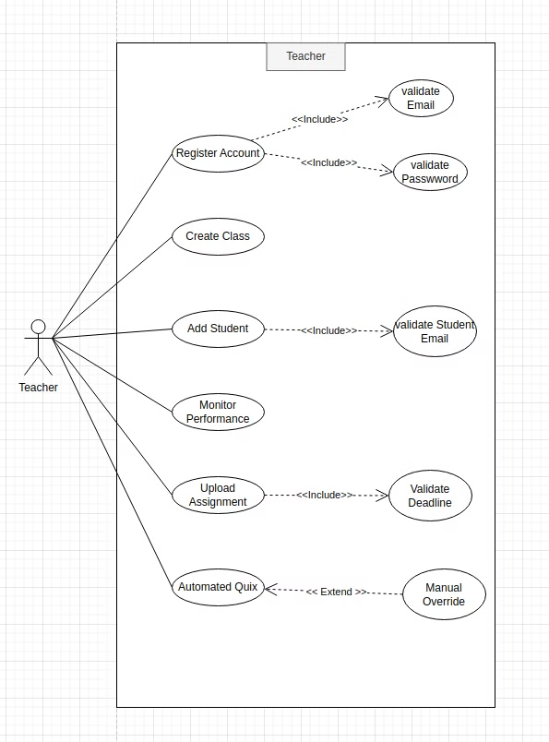 Teacher
validate
Email
<<Include>>
Register Account
<<Include>>
validate
Passwword
Create Class
Add Student
<<Include>>
validate Student
Email
Teacher
Monitor
Performance
Upload
Assignment
<<Include>>
Validate
Deadline
Automated Quix
<< Extend >>
Manual
Override